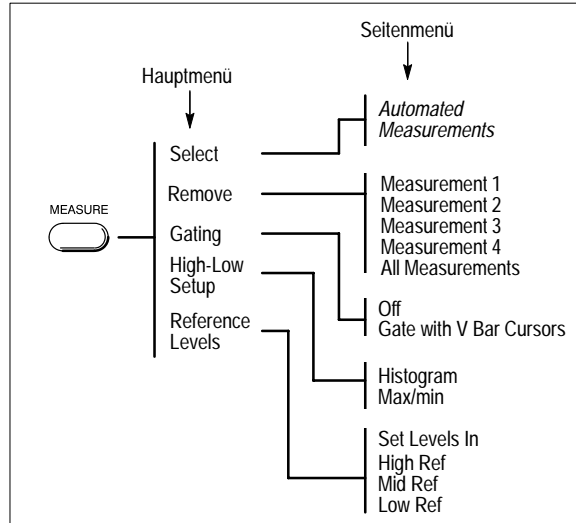 Seitenmenü
Hauptmenü
Automated
Measurements
Select
Remove
Measurement 1
Measurement 2
Measurement 3
Measurement 4
All Measurements
MEASURE
Gating
High-Low
Setup
Off
Gate with V Bar Cursors
Reference
Levels
Histogram
Max/min
Set Levels In
High Ref
Mid Ref
Low Ref